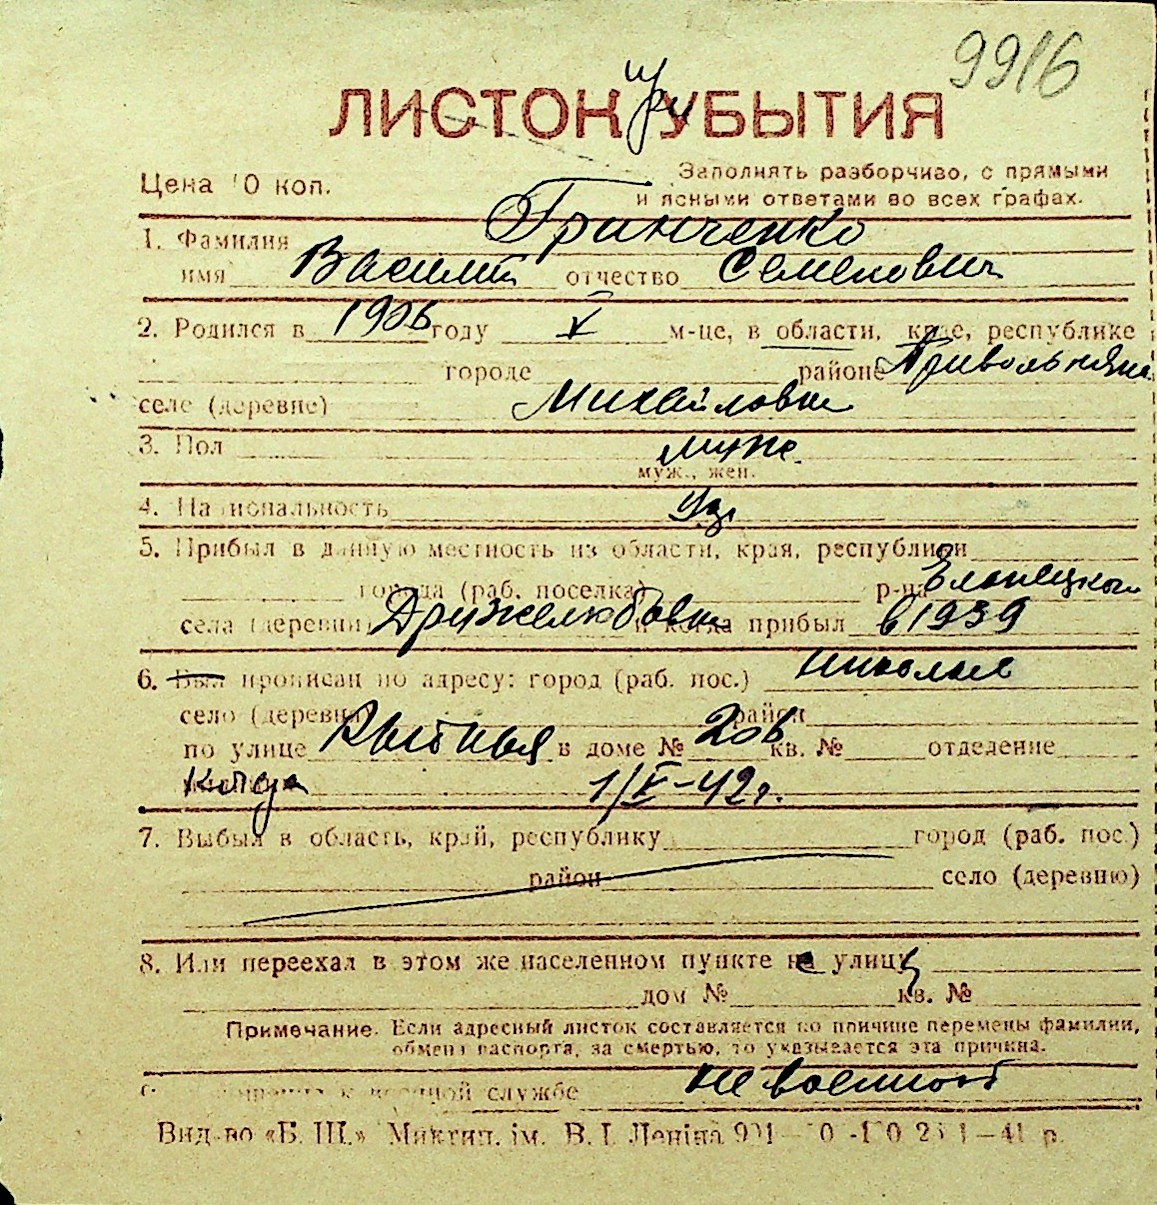 9916
при
ЛИСТОК УБЫТИЯ
Цена 10 коп.
Заполнять разборчиво, с прямыми
и ясными ответами во всех графах.
1. Фамилия Гринченко
имя Василий отчество Семенович
2. Родился в 1906 году V м-це, в области, крае, республике
городе районе
селе (деревне) Михайловка
3. Пол муж.
муж., жен.
4. Национальность
5. Прибыл в данную местность из области, края, республики
города (раб. поселка) р-на
села (деревни) и когда прибыл в 1939
6. Был прописан по адресу: город (раб. пос.) Николаев
село (деревня) район
по улице в доме № 206 кв. № отделение
когда 1/V-42 г.
7. Выбыл в область, край, республику город (раб. пос.)
район село (деревню)
8. Или переехал в этом же населенном пункте на улицу
дом № кв. №
Примечание. Если адресный листок составляется по причине перемены фамилии,
обмена паспорта, за смертью, то указывается эта причина.
к военной службе не военнооб
Вид-во «Б. Ш.» Миктип. ім. В. І. Леніна